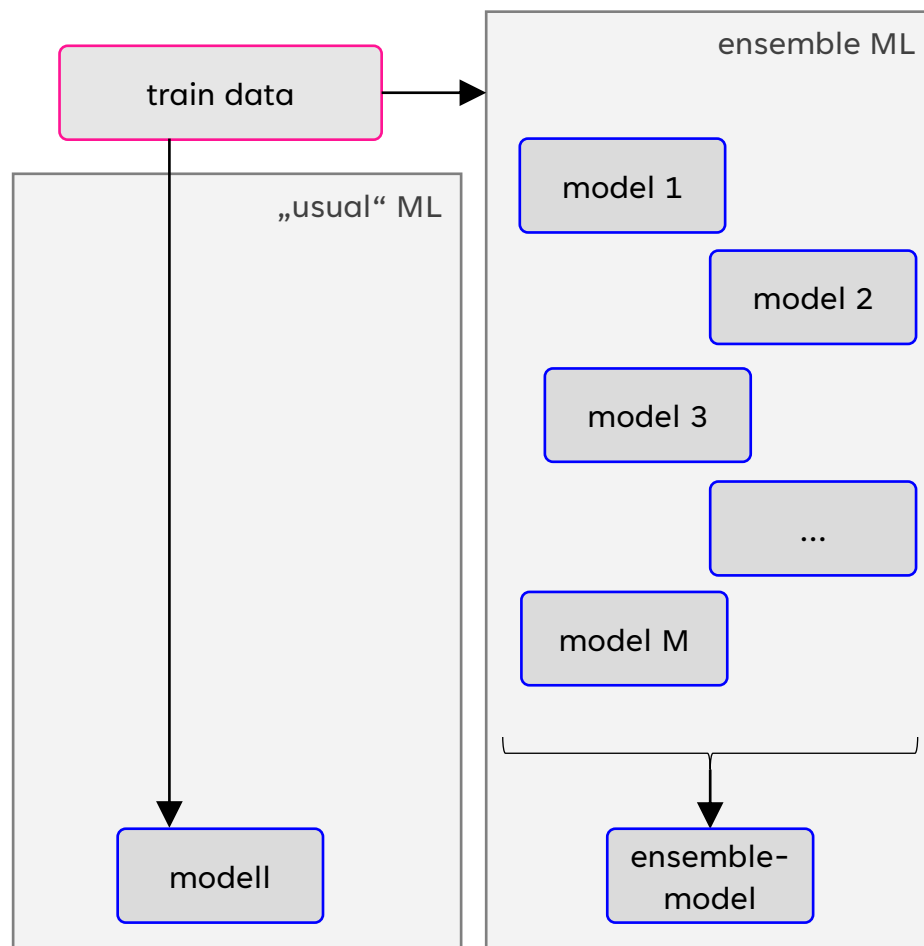 ensemble ML
train data
„usual“ ML
model 1
model 2
model 3
...
model M
modell
ensemble-
model